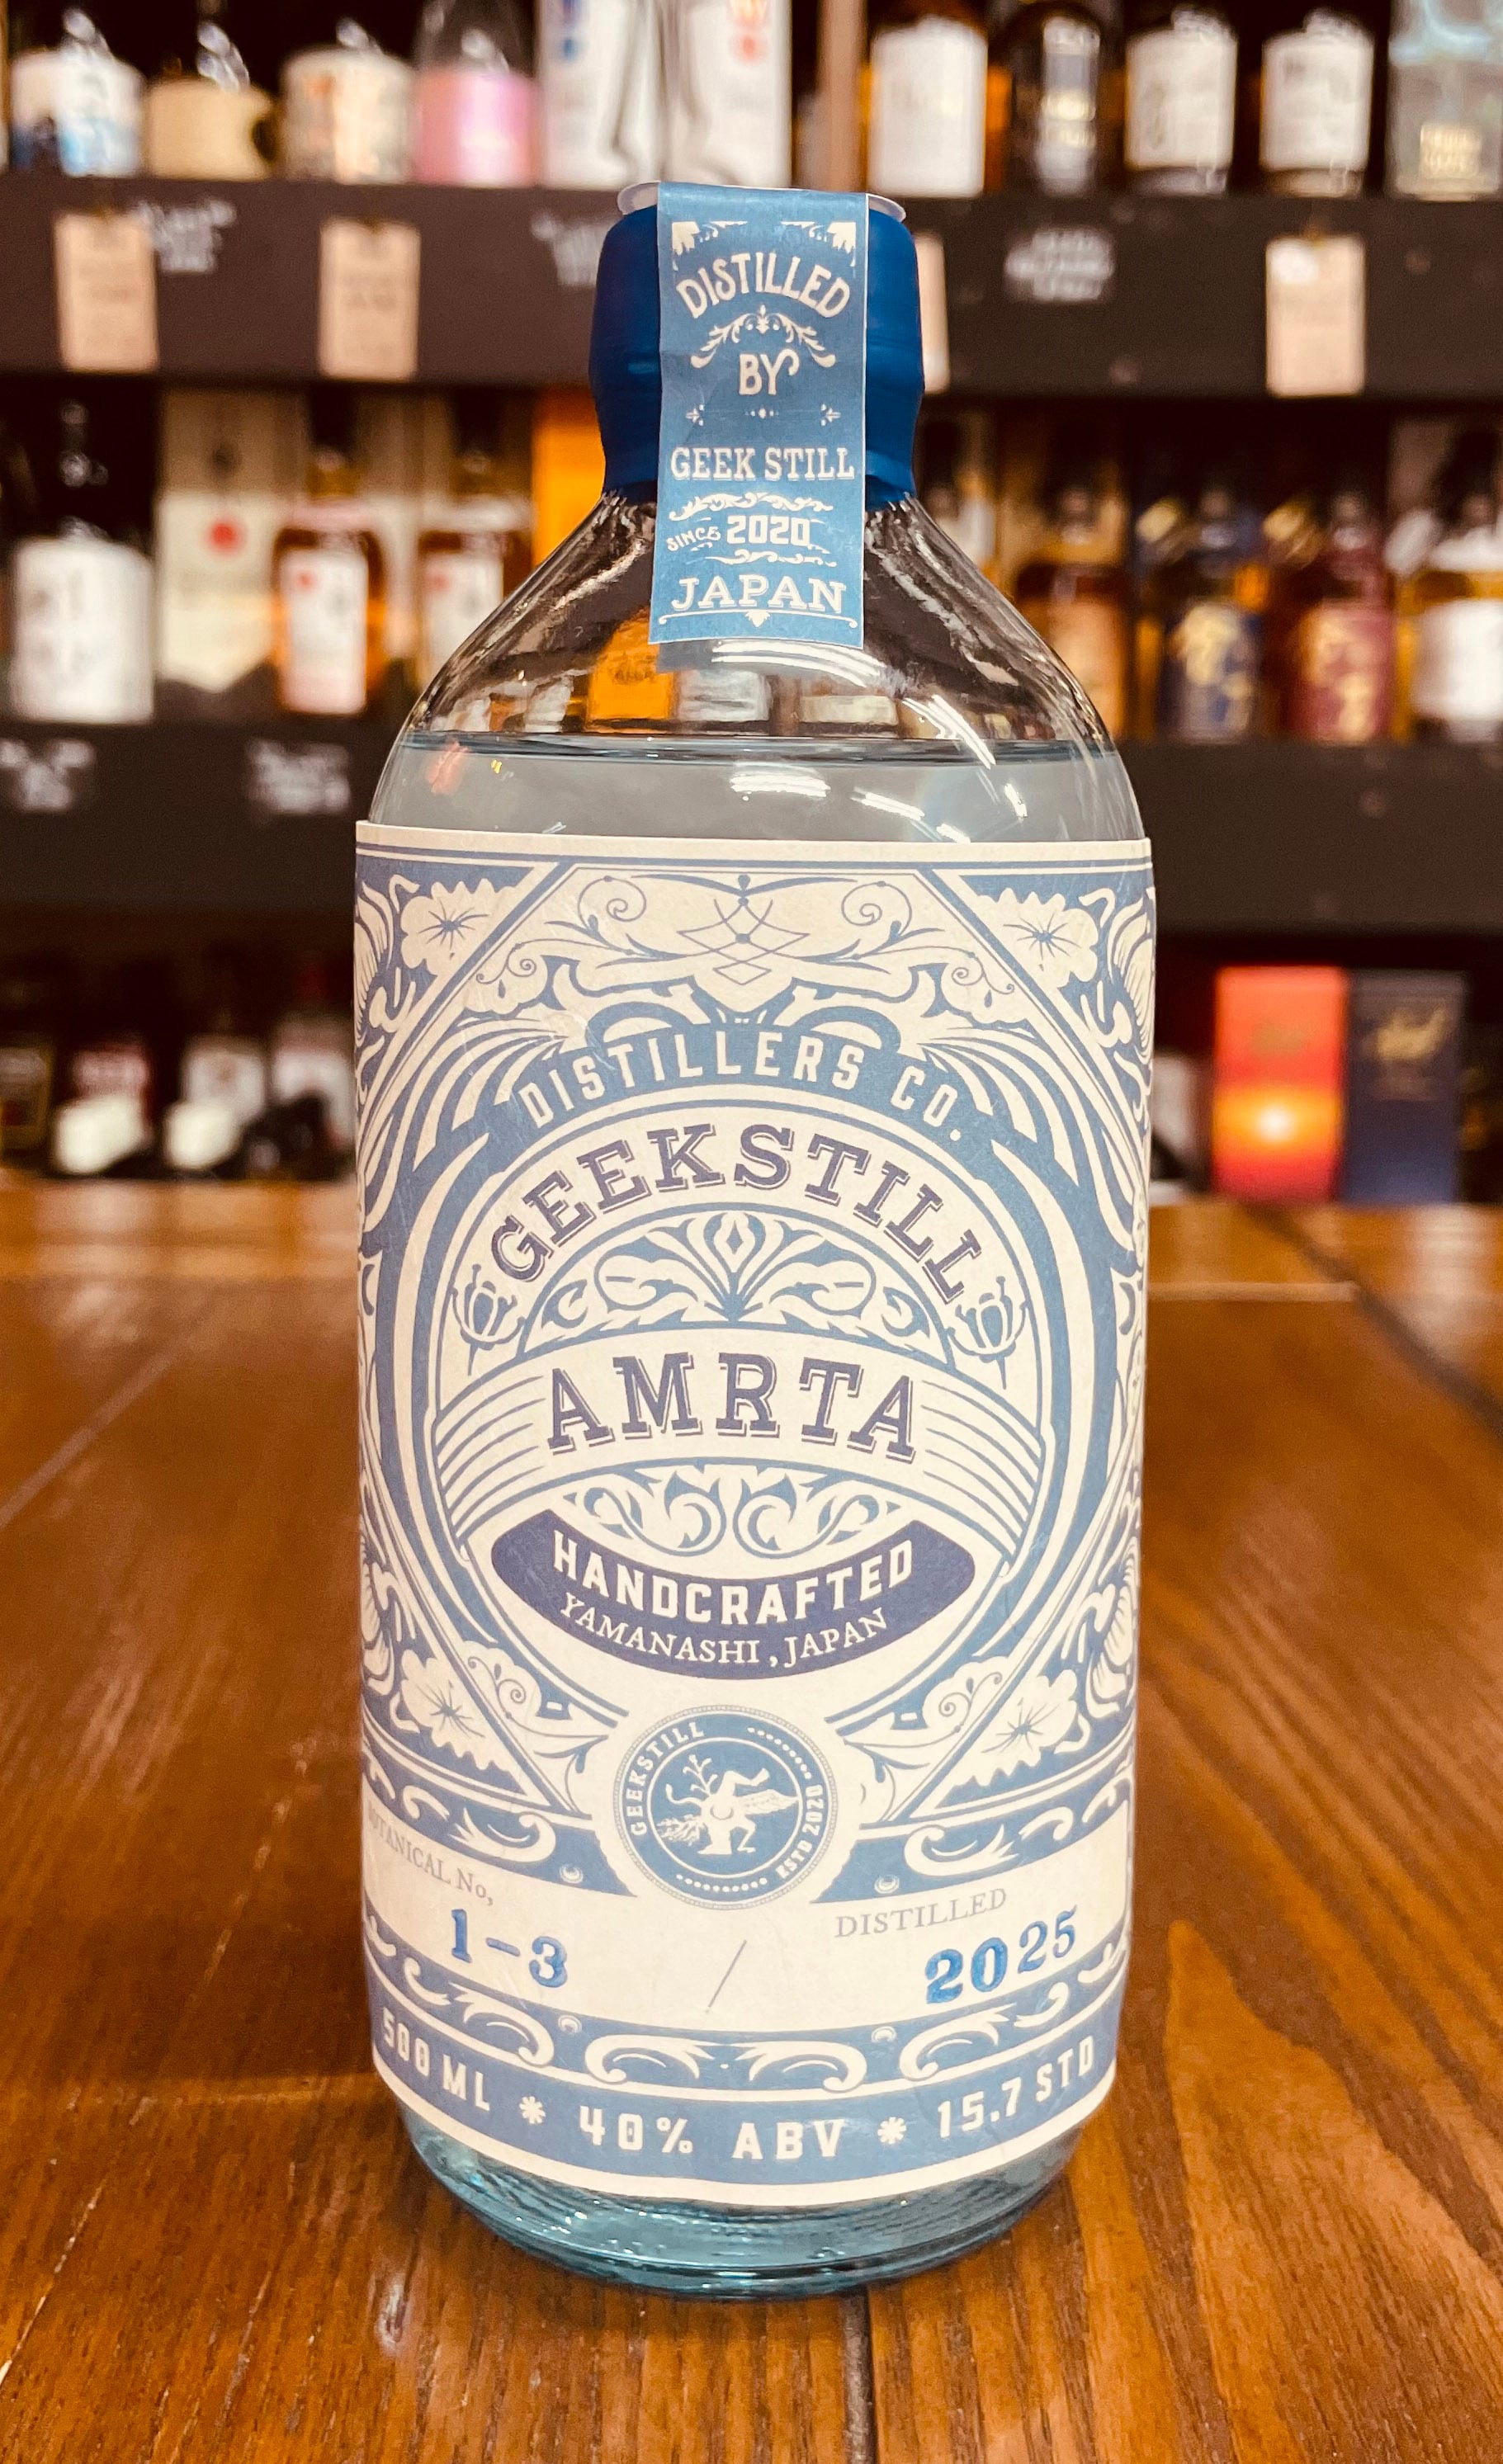 DISTILLED
BY
GEEK STILL
SINCE 2020
JAPAN
DISTILLERS CO.
GEEKSTILL
AMRTA
HANDCRAFTED
YAMANASHI , JAPAN
GEEKSTILL
ESTD 2020
BOTANICAL No,
1-3
/
DISTILLED
2025
500 ML * 40% ABV * 15.7 STD